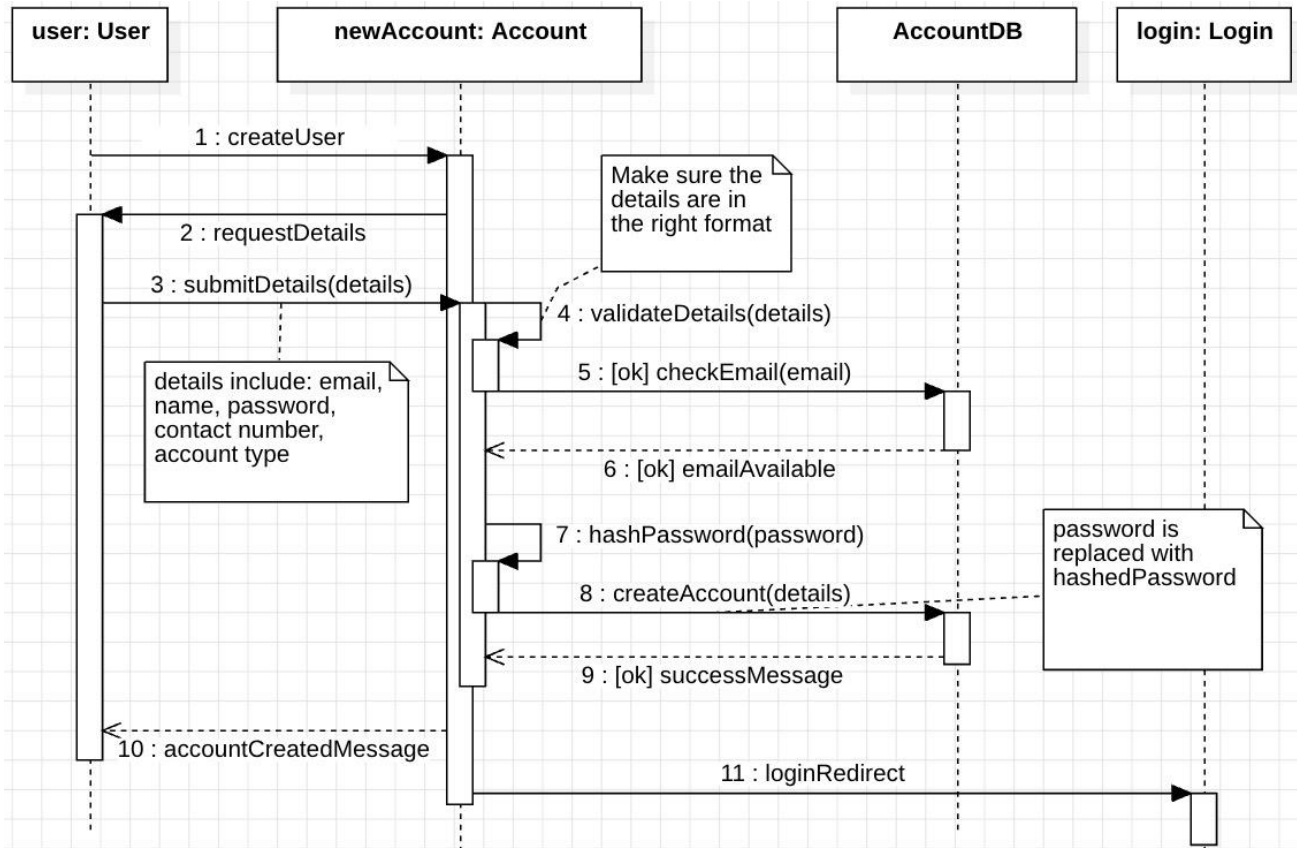 user: User
newAccount: Account
AccountDB
login: Login
1 : createUser
Make sure the
details are in
the right format
2 : requestDetails
3 : submitDetails(details)
4 : validateDetails(details)
details include: email,
name, password,
contact number,
account type
5 : [ok] checkEmail(email)
6 : [ok] emailAvailable
7 : hashPassword(password)
password is
replaced with
hashedPassword
8 : createAccount(details)
9 : [ok] successMessage
10 : accountCreatedMessage
11 : loginRedirect